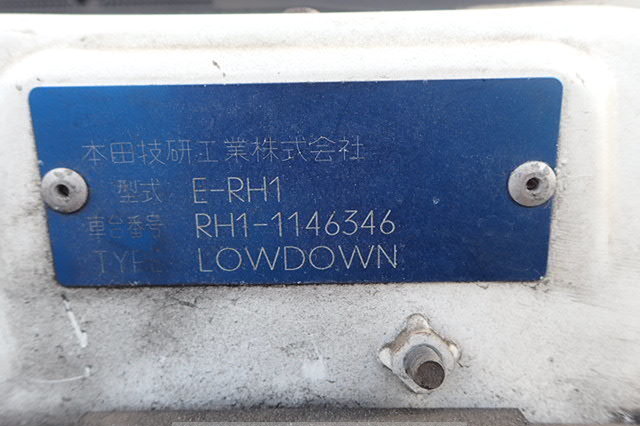 本田技研工業株式会社
型式 E-RH1
車台番号 RH1-1146346
TYPE LOWDOWN